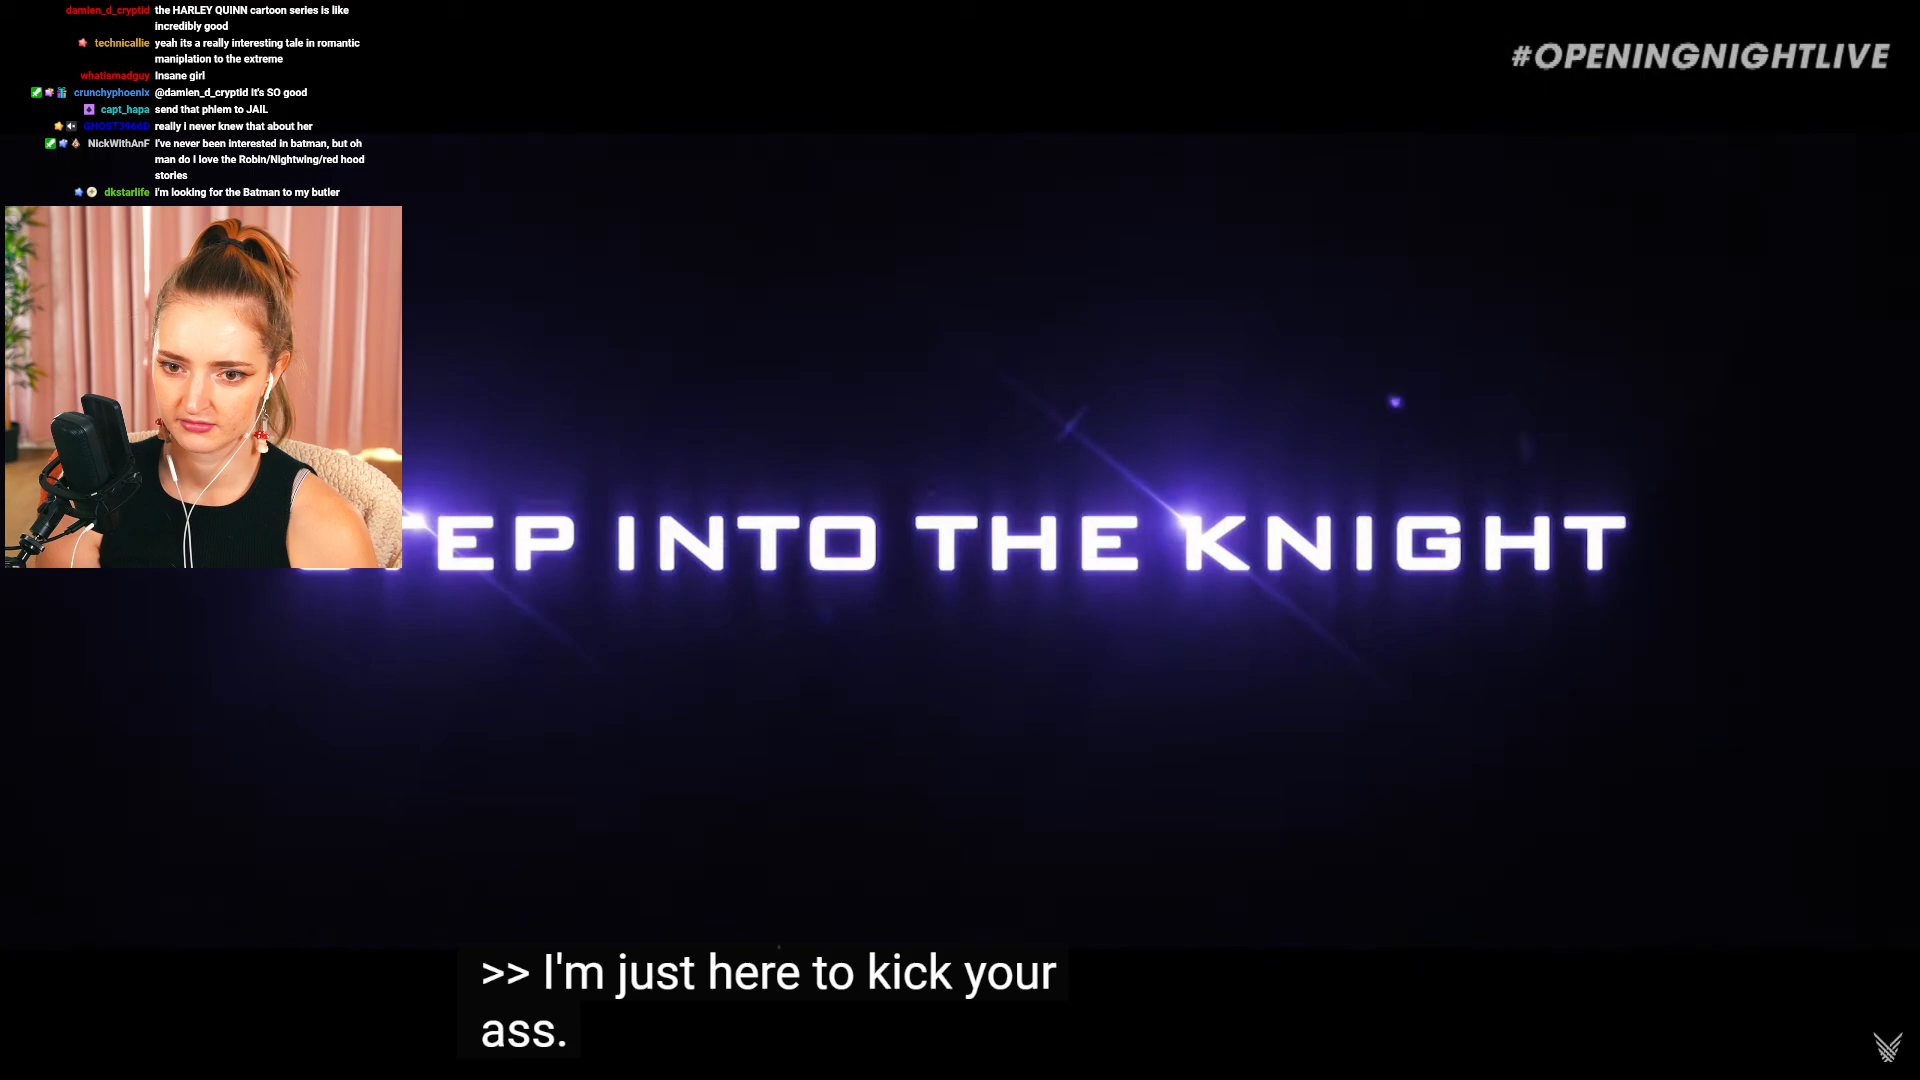 damien_d_cryptid the HARLEY QUINN cartoon series is like
incredibly good
technicallie yeah its a really interesting tale in romantic
maniplation to the extreme
whatismadguy Insane girl
crunchyphoenix @damien_d_cryptid It's SO good
capt_hapa send that phlem to JAIL
really I never knew that about her
NickWithAnF I've never been interested in batman, but oh
man do I love the Robin/Nightwing/red hood
stories
dkstarlife I'm looking for the Batman to my butler
#OPENINGNIGHTLIVE
EP INTO THE KNIGHT
>> I'm just here to kick your
ass.